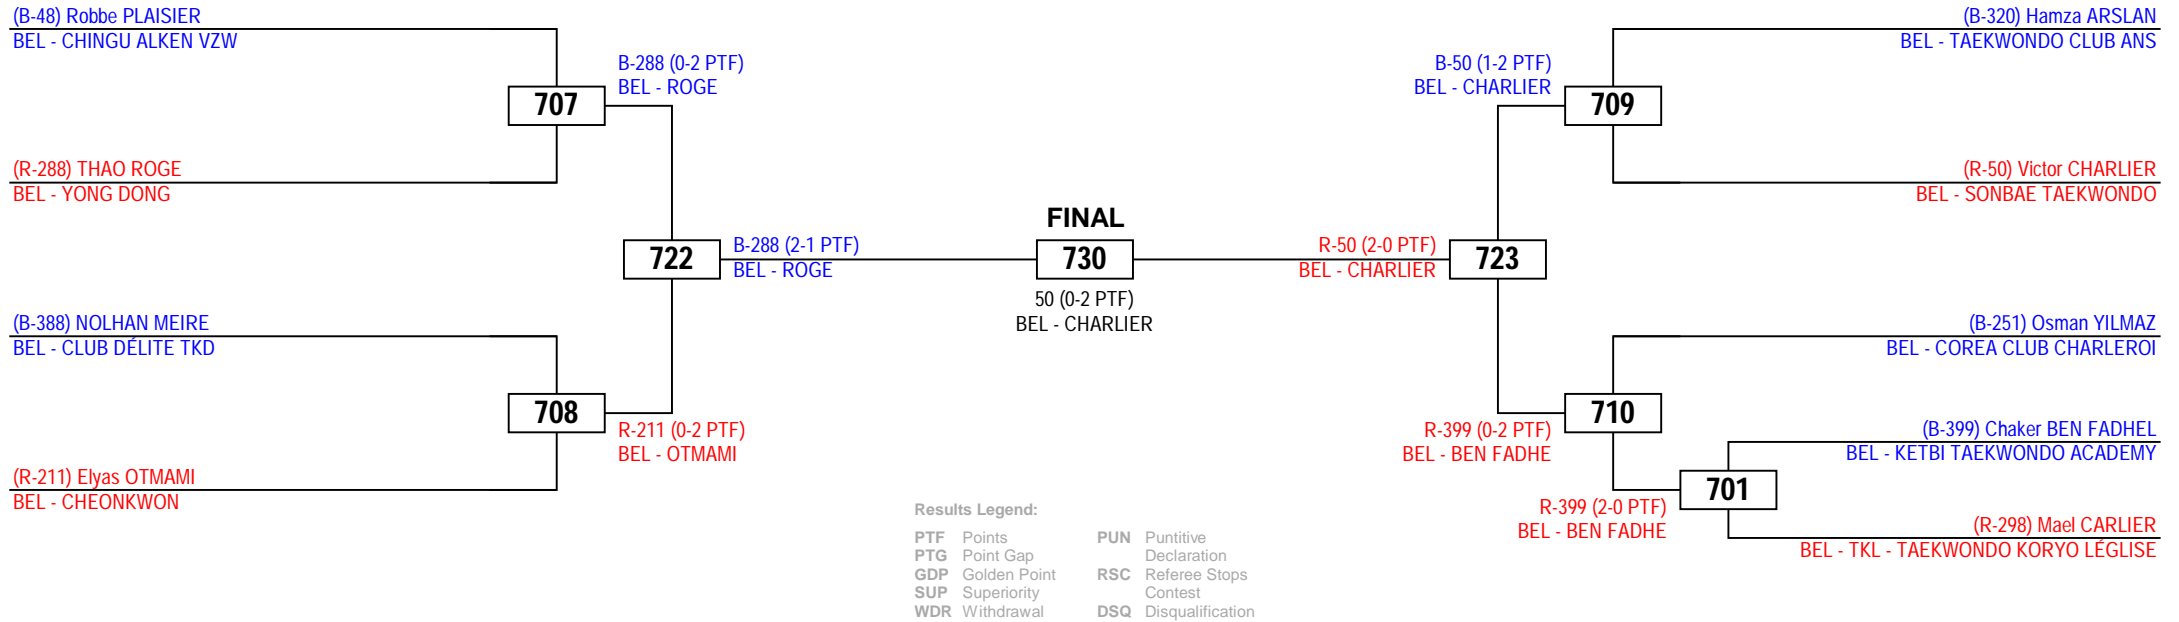 (B-48) Robbe PLAISIER
BEL - CHINGU ALKEN VZW
B-288 (0-2 PTF)
BEL - ROGE
707
(R-288) THAO ROGE
BEL - YONG DONG
722
B-288 (2-1 PTF)
BEL - ROGE
(B-388) NOLHAN MEIRE
BEL - CLUB DÉLITE TKD
708
R-211 (0-2 PTF)
BEL - OTMAMI
(R-211) Elyas OTMAMI
BEL - CHEONKWON
FINAL
730
50 (0-2 PTF)
BEL - CHARLIER
(B-320) Hamza ARSLAN
BEL - TAEKWONDO CLUB ANS
B-50 (1-2 PTF)
BEL - CHARLIER
709
(R-50) Victor CHARLIER
BEL - SONBAE TAEKWONDO
R-50 (2-0 PTF)
BEL - CHARLIER
723
(B-251) Osman YILMAZ
BEL - COREA CLUB CHARLEROI
710
R-399 (0-2 PTF)
BEL - BEN FADHE
(B-399) Chaker BEN FADHEL
BEL - KETBI TAEKWONDO ACADEMY
701
R-399 (2-0 PTF)
BEL - BEN FADHE
(R-298) Mael CARLIER
BEL - TKL - TAEKWONDO KORYO LÉGLISE
Results Legend:
PTF Points
PTG Point Gap
GDP Golden Point
SUP Superiority
WDR Withdrawal
PUN Puntitive
Declaration
RSC Referee Stops
Contest
DSQ Disqualification